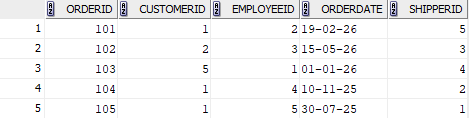 ORDERID CUSTOMERID EMPLOYEEID ORDERDATE SHIPPERID
1 101 1 2 19-02-26 5
2 102 2 3 15-05-26 3
3 103 5 1 01-01-26 4
4 104 1 4 10-11-25 2
5 105 1 5 30-07-25 1